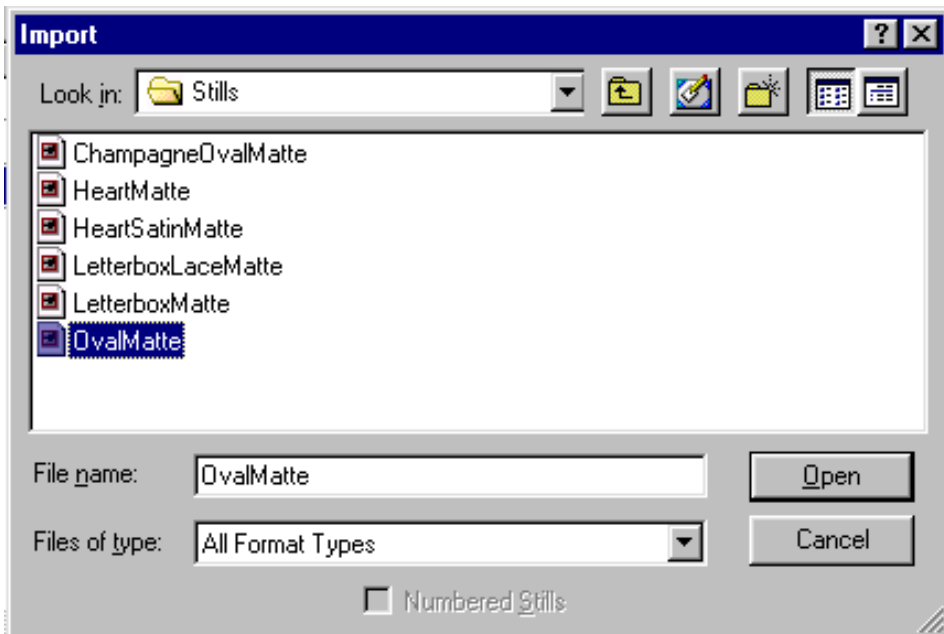 Import
Look in: Stills
ChampagneOvalMatte
HeartMatte
HeartSatinMatte
LetterboxLaceMatte
LetterboxMatte
OvalMatte
File name: OvalMatte Open
Files of type: All Format Types Cancel
Numbered Stills